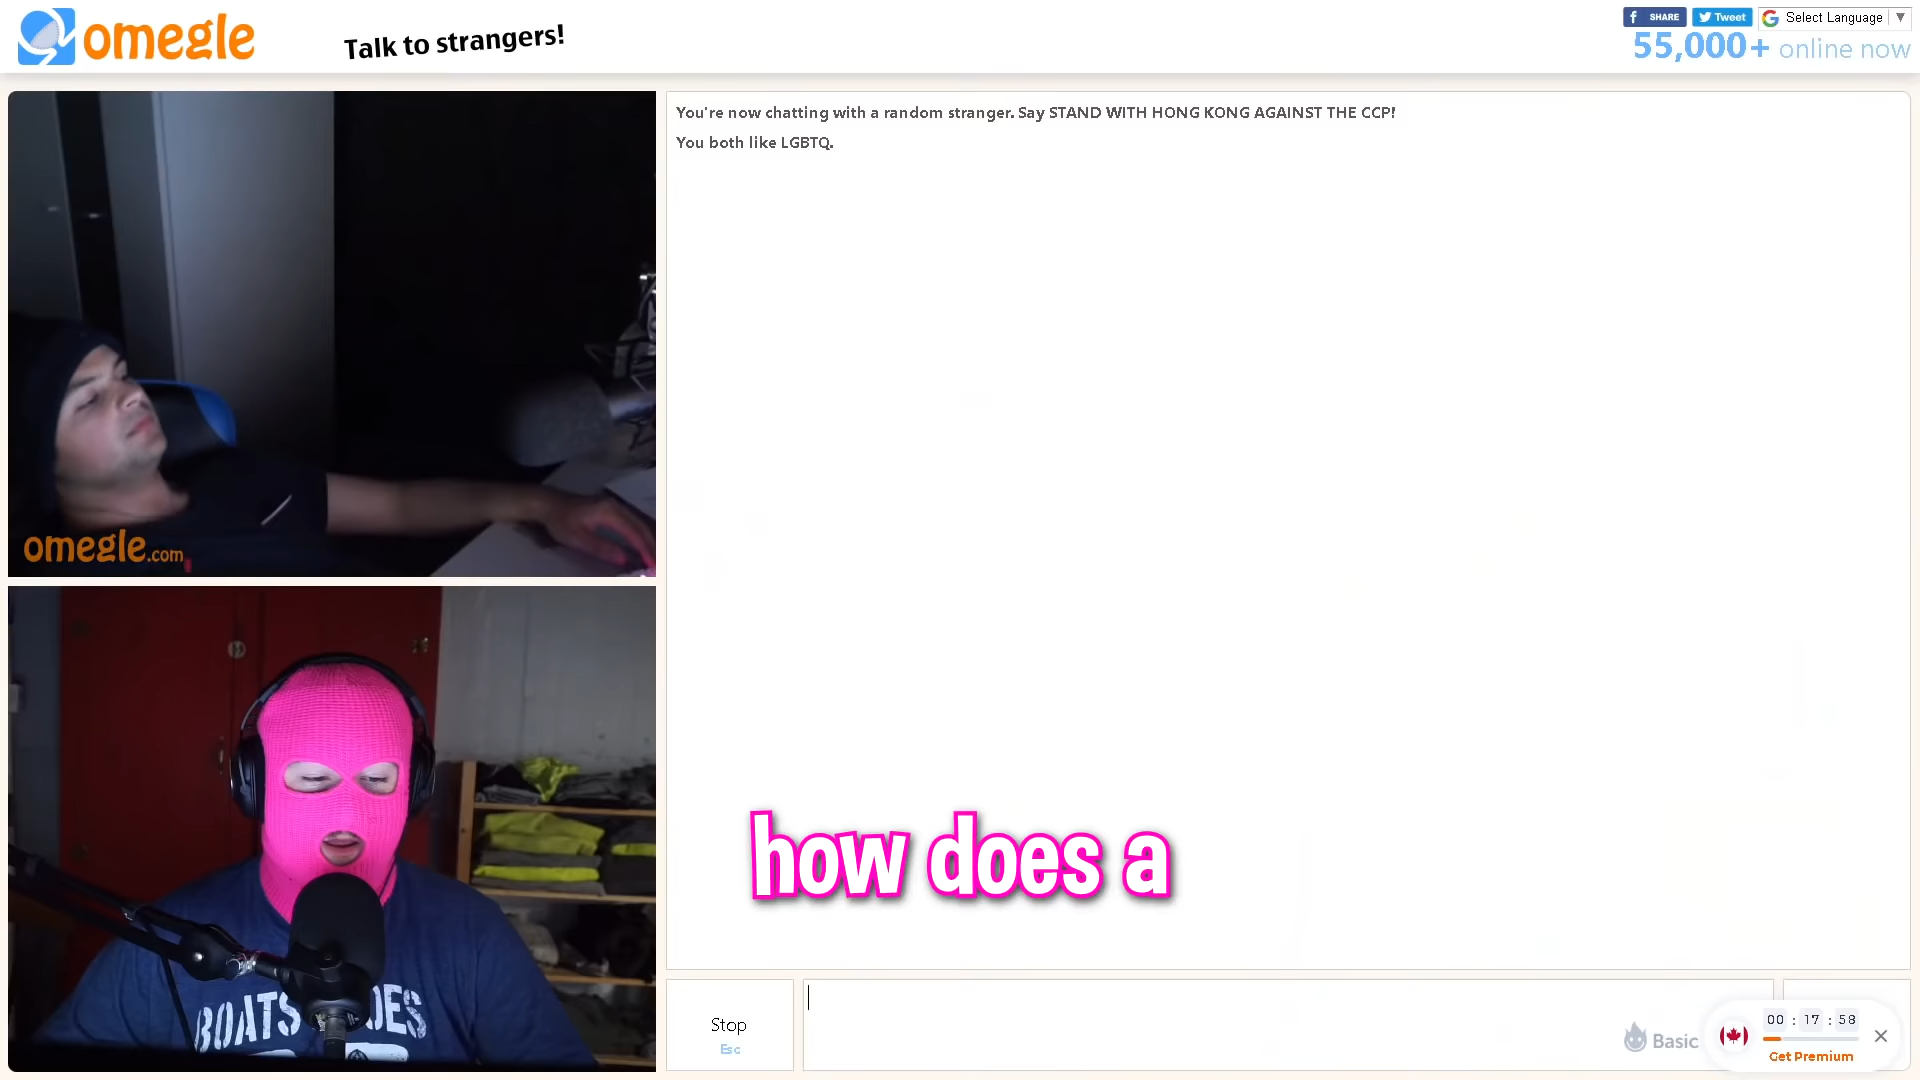 omegle
Talk to strangers!
SHARE
Tweet
Select Language
55,000+ online now
You're now chatting with a random stranger. Say STAND WITH HONG KONG AGAINST THE CCP!
You both like LGBTQ.
omegle.com
how does a
BOATS
Stop
Esc
Basic
00 : 17 : 58
Get Premium